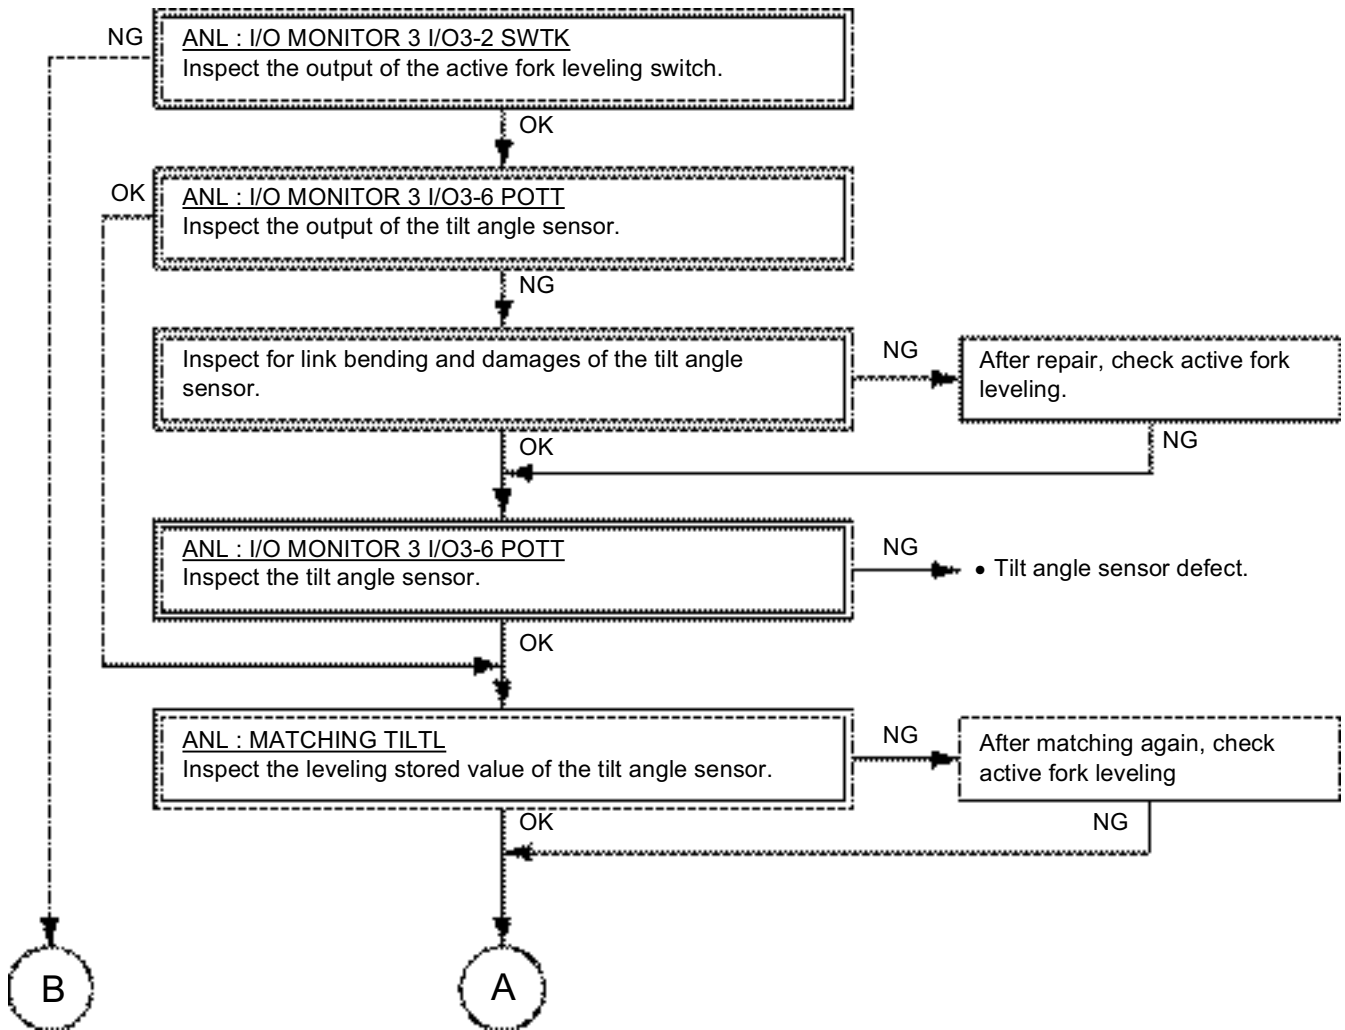 NG
ANL : I/O MONITOR 3 I/O3-2 SWTK
Inspect the output of the active fork leveling switch.
OK
OK
ANL : I/O MONITOR 3 I/O3-6 POTT
Inspect the output of the tilt angle sensor.
NG
Inspect for link bending and damages of the tilt angle
sensor.
NG
After repair, check active fork
leveling.
OK
NG
ANL : I/O MONITOR 3 I/O3-6 POTT
Inspect the tilt angle sensor.
NG
• Tilt angle sensor defect.
OK
ANL : MATCHING TILTL
Inspect the leveling stored value of the tilt angle sensor.
NG
After matching again, check
active fork leveling
OK
NG
B
A